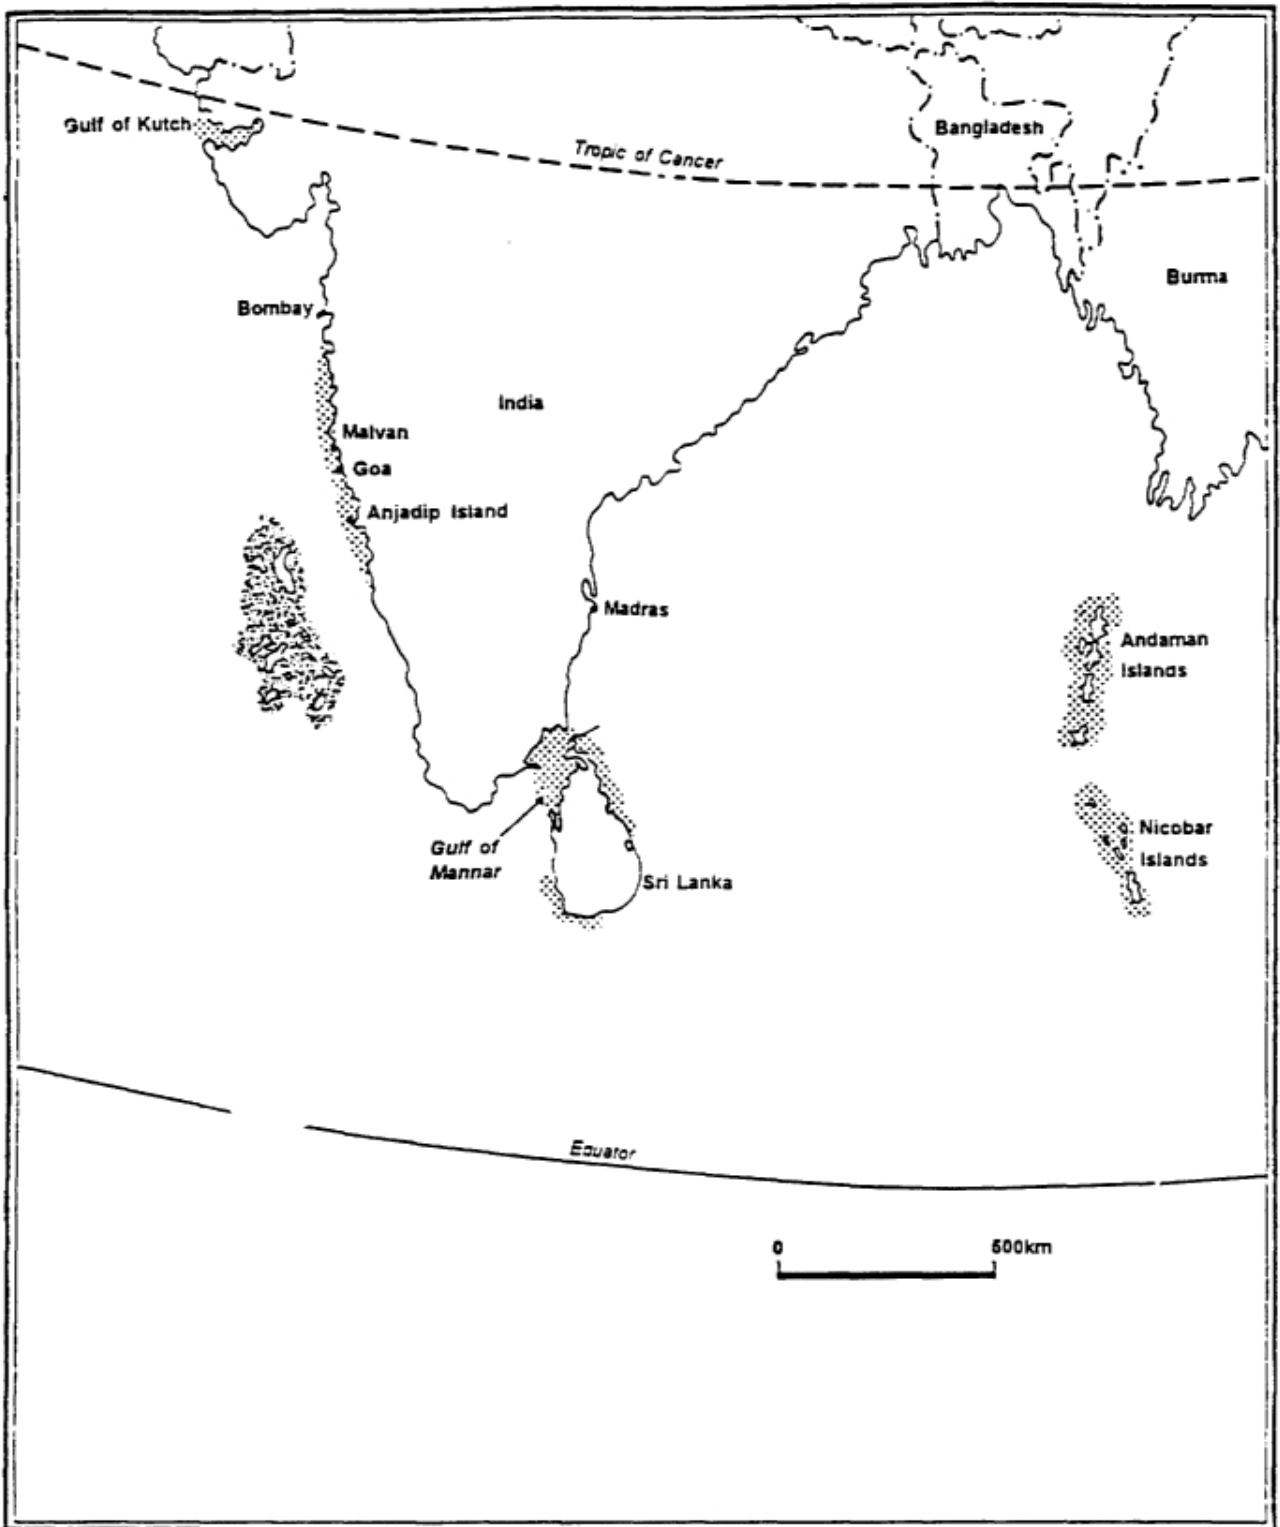 Gulf of Kutch
Bangladesh
Tropic of Cancer
Burma
Bombay
India
Malvan
Goa
Anjadip Island
Madras
Andaman
Islands
Nicobar
Islands
Gulf of
Mannar
Sri Lanka
Equator
0 500km